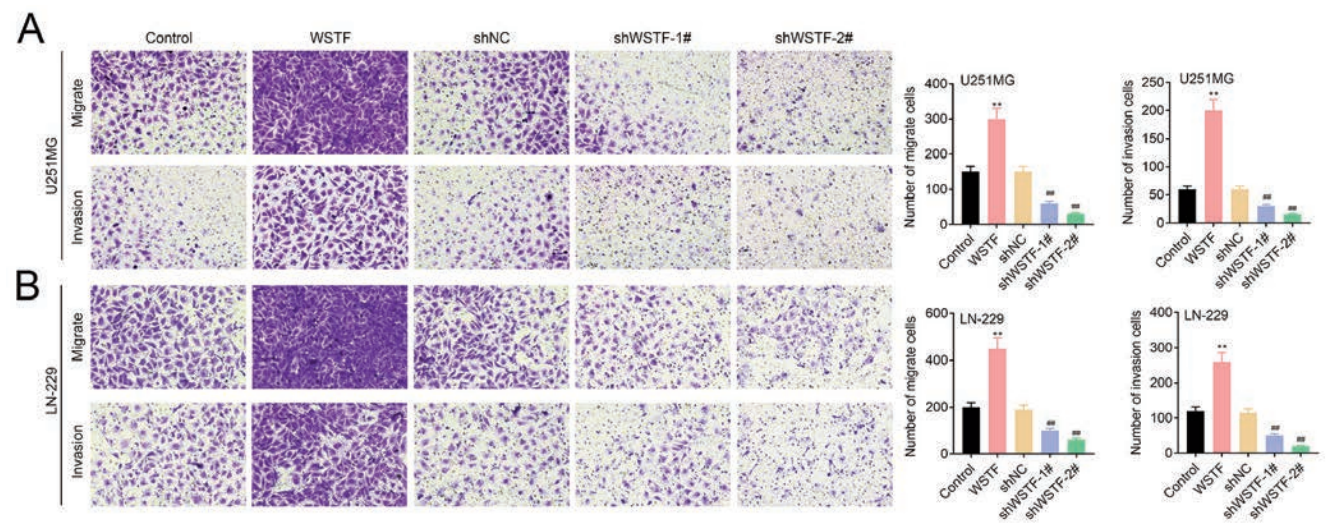 A
Control WSTF shNC shWSTF-1# shWSTF-2#
U251MG
Migrate
Invasion
U251MG
Number of migrate cells
400
300
200
100
0
**
##
##
Control WSTF shNC shWSTF-1# shWSTF-2#
U251MG
Number of invasion cells
250
200
150
100
50
0
**
##
##
Control WSTF shNC shWSTF-1# shWSTF-2#
B
LN-229
Migrate
Invasion
LN-229
Number of migrate cells
600
400
200
0
**
##
##
Control WSTF shNC shWSTF-1# shWSTF-2#
LN-229
Number of invasion cells
400
300
200
100
0
**
##
##
Control WSTF shNC shWSTF-1# shWSTF-2#